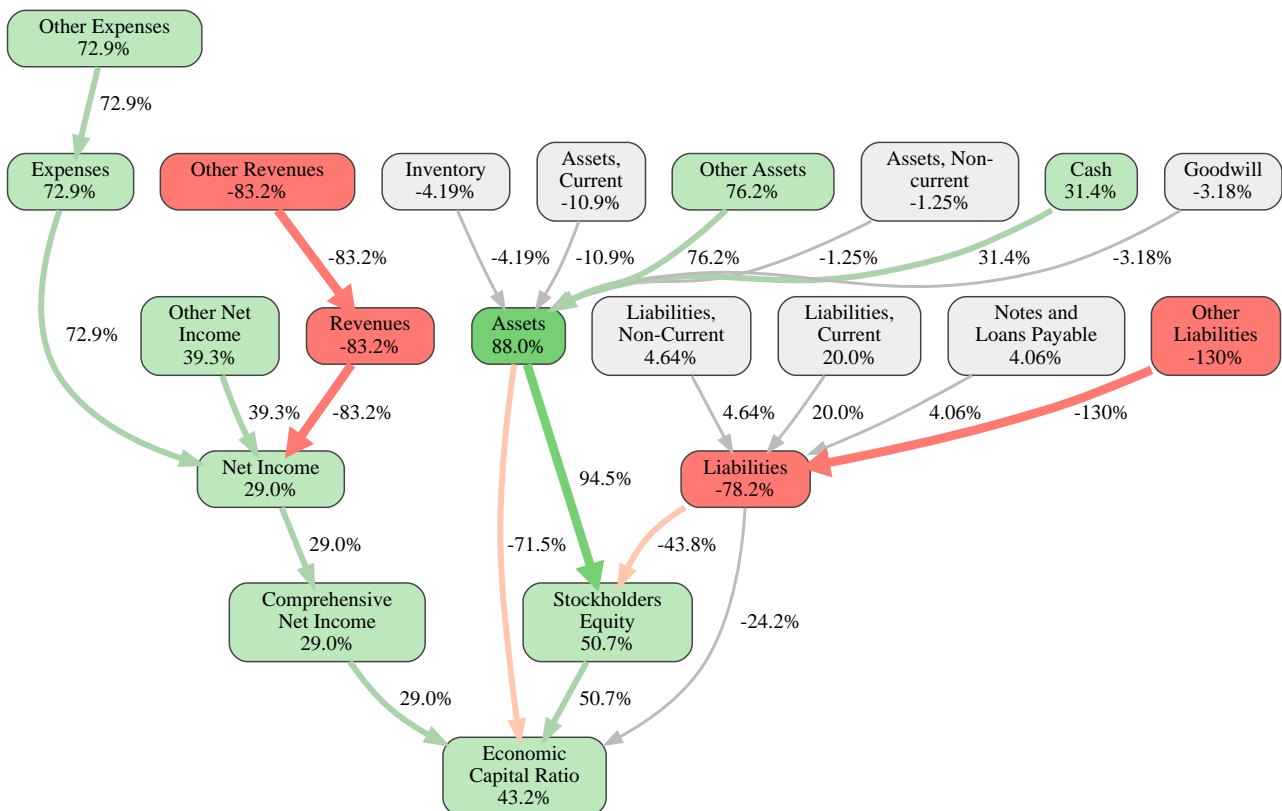 Other Expenses
72.9%
72.9%
Expenses
72.9%
Other Revenues
-83.2%
Inventory
-4.19%
Assets,
Current
-10.9%
Other Assets
76.2%
Assets, Non-
current
-1.25%
Cash
31.4%
Goodwill
-3.18%
-83.2%
-4.19%
-10.9%
76.2%
-1.25%
31.4%
-3.18%
72.9%
Other Net
Income
39.3%
Revenues
-83.2%
Assets
88.0%
Liabilities,
Non-Current
4.64%
Liabilities,
Current
20.0%
Notes and
Loans Payable
4.06%
Other
Liabilities
-130%
39.3%
-83.2%
4.64%
20.0%
4.06%
-130%
Net Income
29.0%
94.5%
Liabilities
-78.2%
29.0%
-71.5%
-43.8%
Comprehensive
Net Income
29.0%
Stockholders
Equity
50.7%
-24.2%
29.0%
50.7%
Economic
Capital Ratio
43.2%